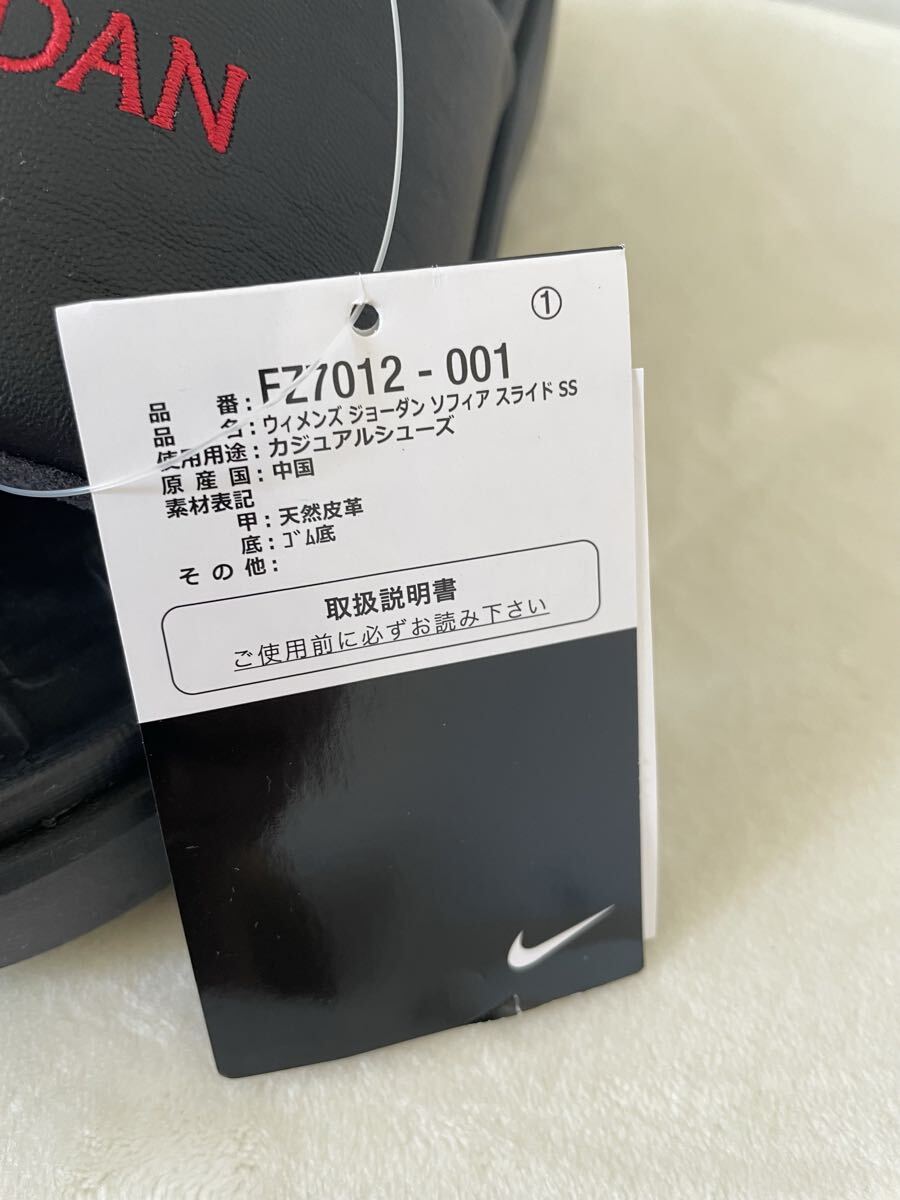 DAN
①
品 番: FZ7012 - 001
品 名: ウィメンズ ジョーダン ソフィア スライド SS
使用用途: カジュアルシューズ
原 産 国: 中国
素材表記
甲: 天然皮革
底: ｺﾞﾑ底
そ の 他:
取扱説明書
ご使用前に必ずお読み下さい